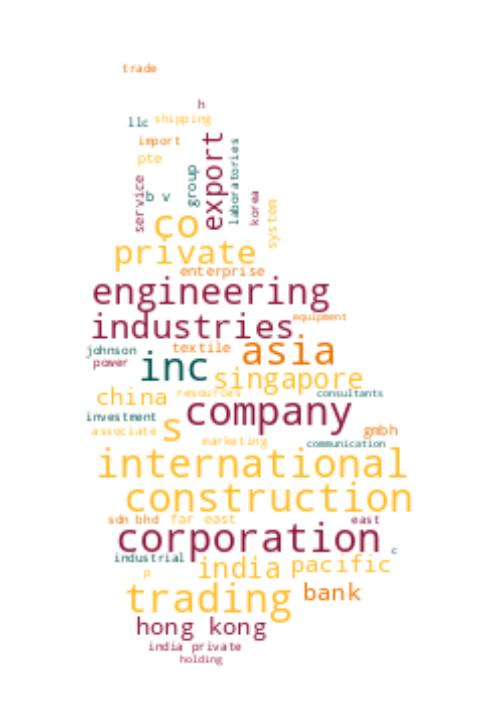 trade
h
llc shipping
import
export
pte
laboratories
group
service
b v
korea
system
co
private
enterprise
engineering
equipment
industries
textile
asia
johnson
power
inc
singapore
china
resources
consultants
investment
s
company
associate
gmbh
marketing
communication
international
construction
sdn bhd
far east
east
corporation
c
industrial
india
pacific
p
trading
bank
hong kong
india private
holding